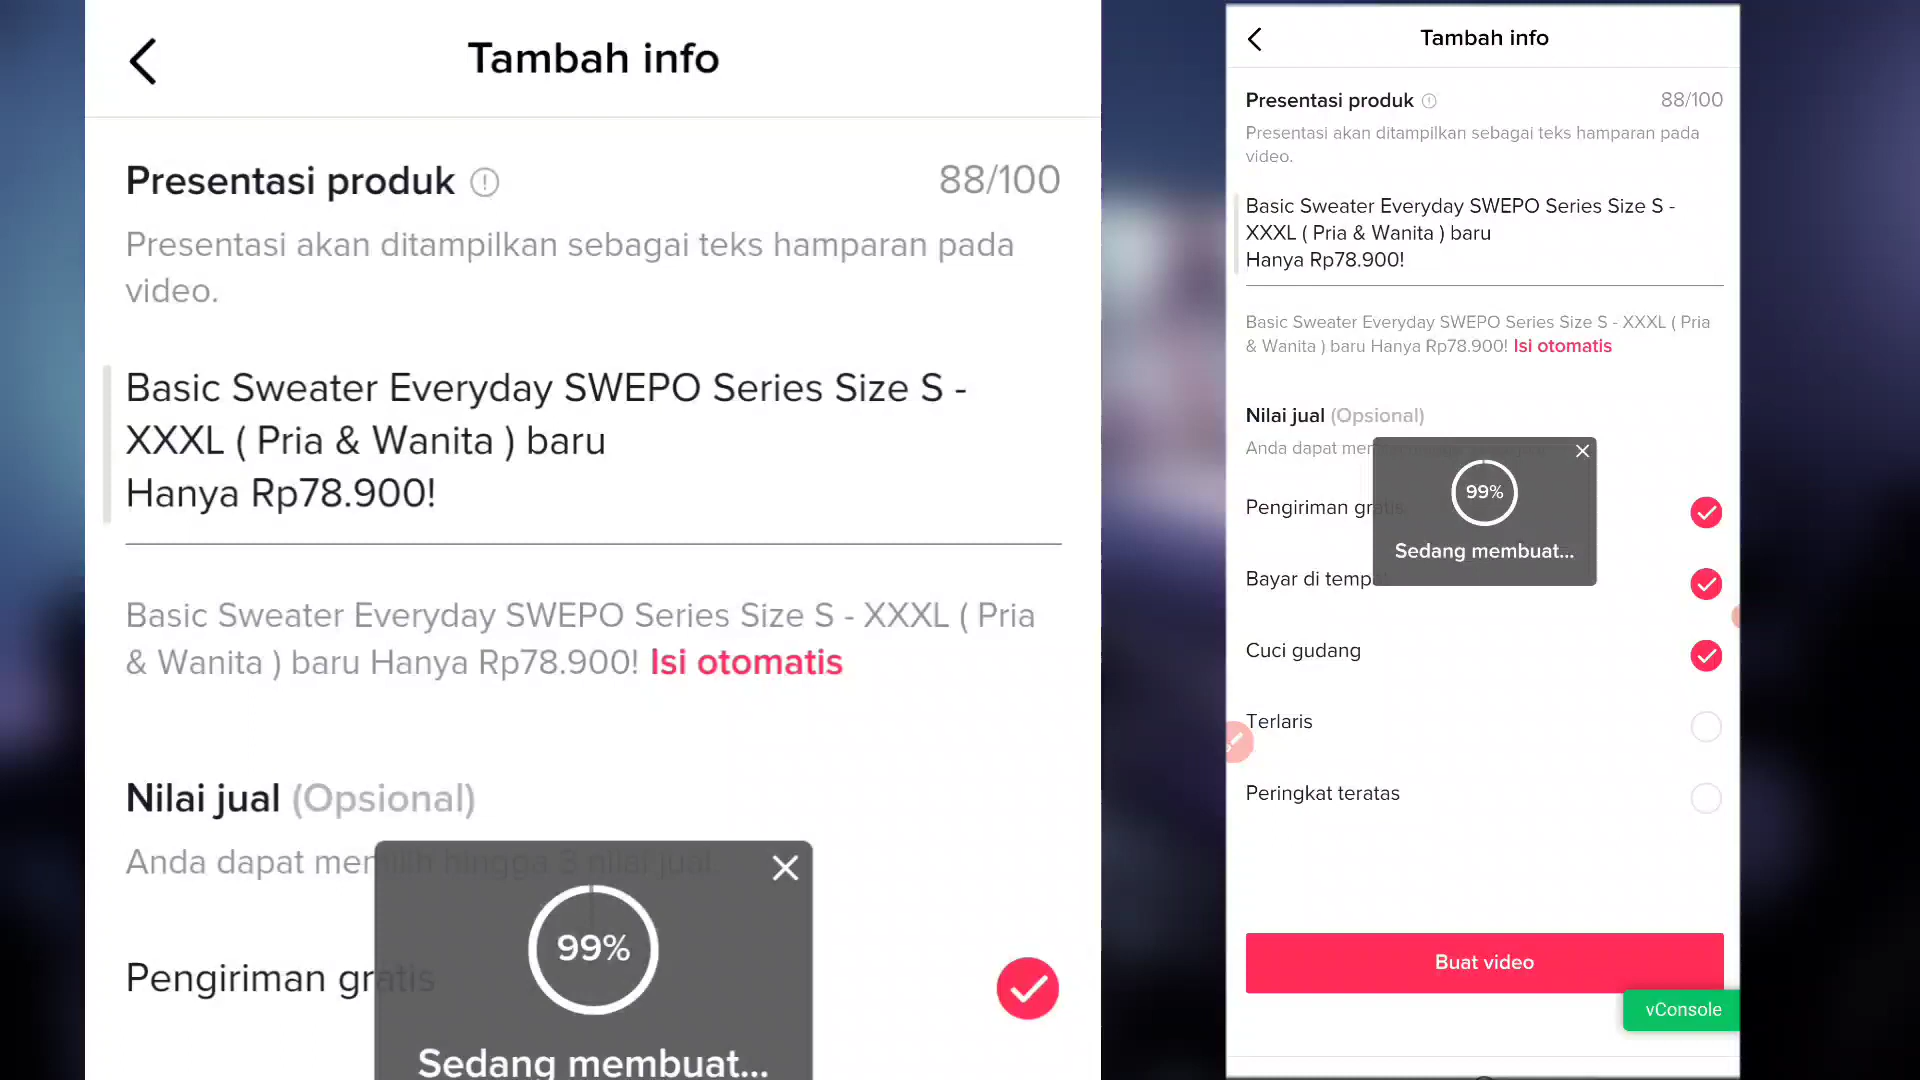 Tambah info
Presentasi produk
88/100
Presentasi akan ditampilkan sebagai teks hamparan pada
video.
Basic Sweater Everyday SWEPO Series Size S -
XXXL ( Pria & Wanita ) baru
Hanya Rp78.900!
Basic Sweater Everyday SWEPO Series Size S - XXXL ( Pria
& Wanita ) baru Hanya Rp78.900! Isi otomatis
Nilai jual (Opsional)
Anda dapat memilih hingga 3 nilai jual.
99%
Pengiriman gratis
Sedang membuat...
Tambah info
Presentasi produk
88/100
Presentasi akan ditampilkan sebagai teks hamparan pada
video.
Basic Sweater Everyday SWEPO Series Size S -
XXXL ( Pria & Wanita ) baru
Hanya Rp78.900!
Basic Sweater Everyday SWEPO Series Size S - XXXL ( Pria
& Wanita ) baru Hanya Rp78.900! Isi otomatis
Nilai jual (Opsional)
Anda dapat
99%
Pengiriman gratis
Sedang membuat...
Bayar di
Cuci gudang
Terlaris
Peringkat teratas
Buat video
vConsole